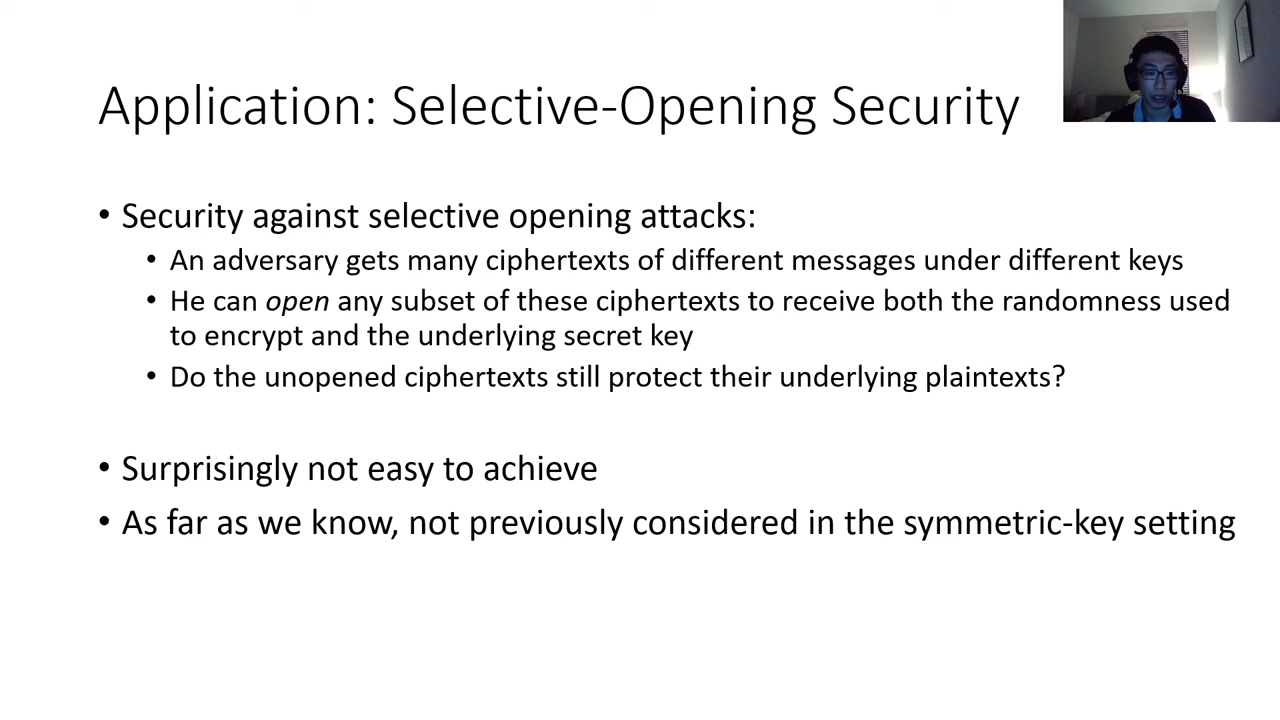 Application: Selective-Opening Security
• Security against selective opening attacks:
• An adversary gets many ciphertexts of different messages under different keys
• He can open any subset of these ciphertexts to receive both the randomness used
to encrypt and the underlying secret key
• Do the unopened ciphertexts still protect their underlying plaintexts?
• Surprisingly not easy to achieve
• As far as we know, not previously considered in the symmetric-key setting